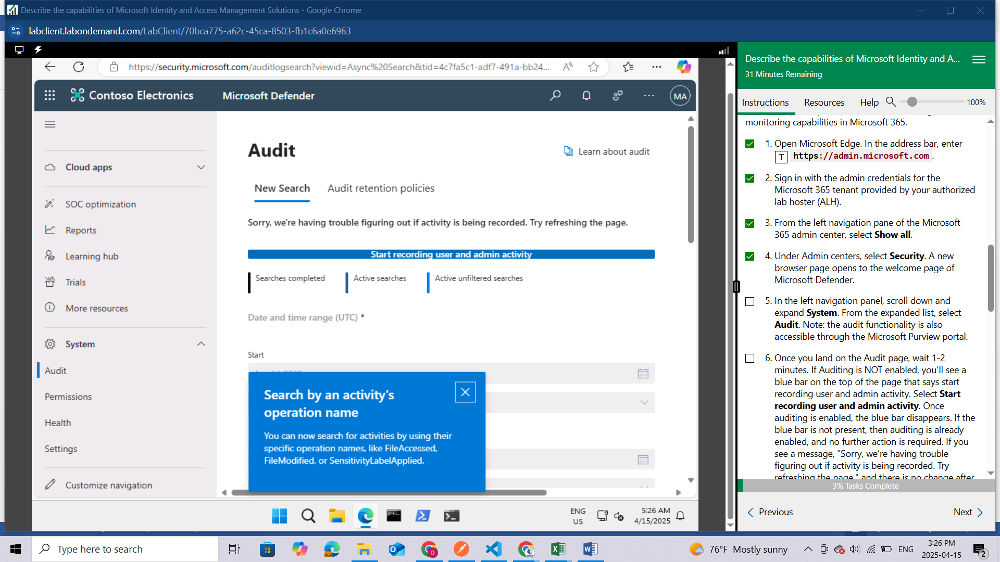 Describe the capabilities of Microsoft Identity and Access Management Solutions - Google Chrome
labclient.labondemand.com/LabClient/70bca775-a62c-45ca-8503-fb1c6a0e6963
https://security.microsoft.com/auditlogsearch?viewid=Async%20Search&tid=4c7fa5c1-adf7-491a-bb24...
Contoso Electronics
Microsoft Defender
MA
Cloud apps
SOC optimization
Reports
Learning hub
Trials
More resources
System
Audit
Permissions
Health
Settings
Customize navigation
Audit
Learn about audit
New Search
Audit retention policies
Sorry, we're having trouble figuring out if activity is being recorded. Try refreshing the page.
Start recording user and admin activity
Searches completed
Active searches
Active unfiltered searches
Date and time range (UTC) *
Start
Search by an activity's
operation name
You can now search for activities by using their
specific operation names, like FileAccessed,
FileModified, or SensitivityLabelApplied.
ENG
US
5:26 AM
4/15/2025
Describe the capabilities of Microsoft Identity and A...
31 Minutes Remaining
Instructions
Resources
Help
100%
monitoring capabilities in Microsoft 365.
1. Open Microsoft Edge. In the address bar, enter
T https://admin.microsoft.com.
2. Sign in with the admin credentials for the
Microsoft 365 tenant provided by your authorized
lab hoster (ALH).
3. From the left navigation pane of the Microsoft
365 admin center, select Show all.
4. Under Admin centers, select Security. A new
browser page opens to the welcome page of
Microsoft Defender.
5. In the left navigation panel, scroll down and
expand System. From the expanded list, select
Audit. Note: the audit functionality is also
accessible through the Microsoft Purview portal.
6. Once you land on the Audit page, wait 1-2
minutes. If Auditing is NOT enabled, you'll see a
blue bar on the top of the page that says start
recording user and admin activity. Select Start
recording user and admin activity. Once
auditing is enabled, the blue bar disappears. If the
blue bar is not present, then auditing is already
enabled, and no further action is required. If you
see a message, "Sorry, we're having trouble
figuring out if activity is being recorded. Try
refreshing the page." and there is no change after
3% Tasks Complete
Previous
Next
Type here to search
76°F Mostly sunny
ENG
3:26 PM
2025-04-15
2